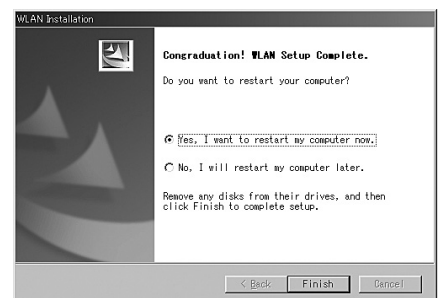 WLAN Installation
Congraduation! WLAN Setup Complete.
Do you want to restart your computer?
Yes, I want to restart my computer now.
No, I will restart my computer later.
Remove any disks from their drives, and then
click Finish to complete setup.
< Back Finish Cancel